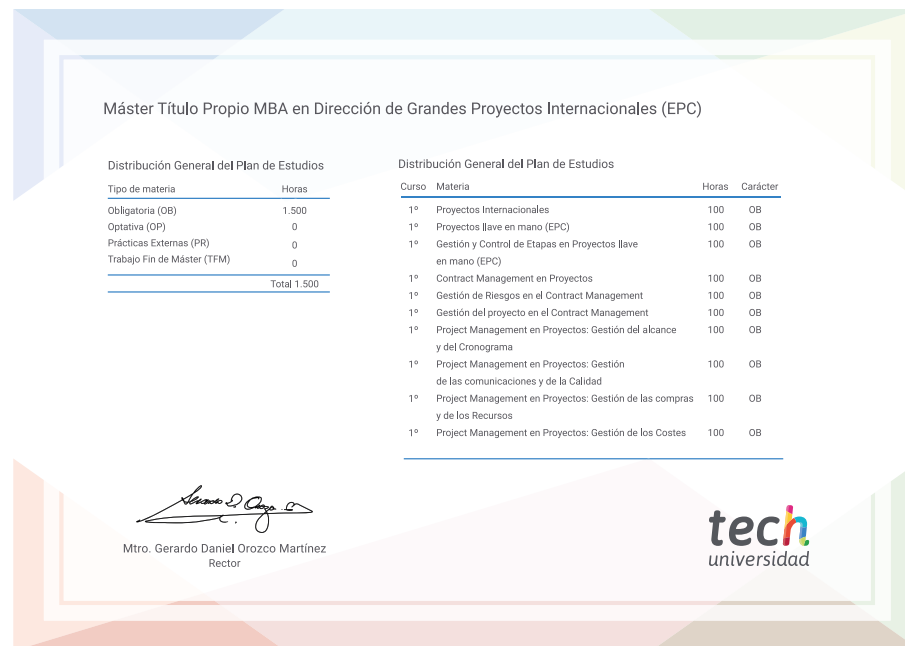 Máster Título Propio MBA en Dirección de Grandes Proyectos Internacionales (EPC)
Distribución General del Plan de Estudios
Tipo de materia Horas
Obligatoria (OB) 1.500
Optativa (OP) 0
Prácticas Externas (PR) 0
Trabajo Fin de Máster (TFM) 0
Total 1.500
Distribución General del Plan de Estudios
Curso Materia Horas Carácter
1º Proyectos Internacionales 100 OB
1º Proyectos llave en mano (EPC) 100 OB
1º Gestión y Control de Etapas en Proyectos llave 100 OB
en mano (EPC)
1º Contract Management en Proyectos 100 OB
1º Gestión de Riesgos en el Contract Management 100 OB
1º Gestión del proyecto en el Contract Management 100 OB
1º Project Management en Proyectos: Gestión del alcance 100 OB
y del Cronograma
1º Project Management en Proyectos: Gestión 100 OB
de las comunicaciones y de la Calidad
1º Project Management en Proyectos: Gestión de las compras 100 OB
y de los Recursos
1º Project Management en Proyectos: Gestión de los Costes 100 OB
Mtro. Gerardo Daniel Orozco Martínez
Rector
tech
universidad